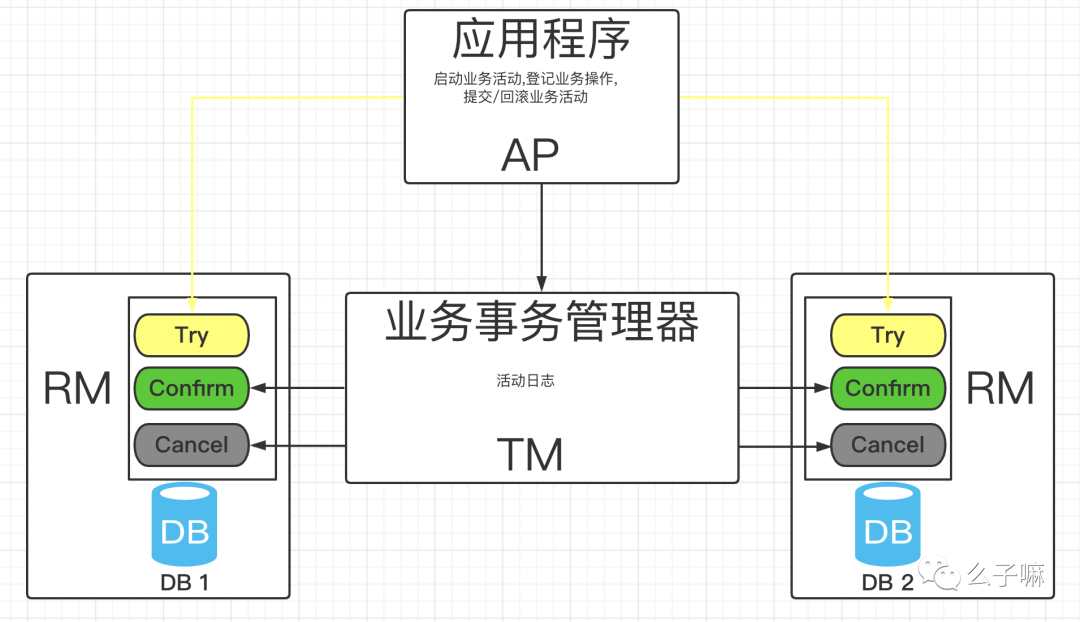 应用程序
启动业务活动,登记业务操作,
提交/回滚业务活动
AP
业务事务管理器
活动日志
TM
RM
Try
Confirm
Cancel
DB
DB 1
Try
Confirm
Cancel
RM
DB
DB 2
么子嘛